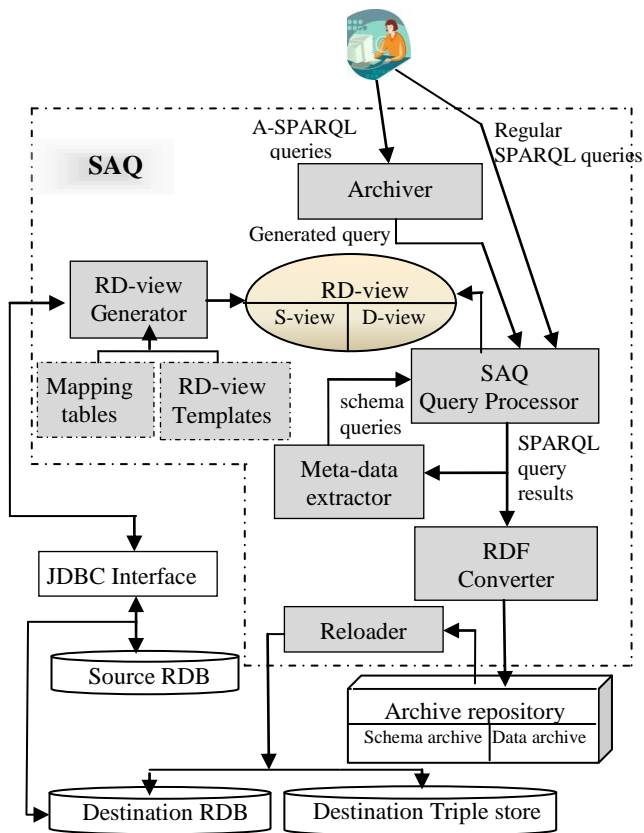 A-SPARQL
queries
Regular
SPARQL queries
SAQ
Archiver
Generated query
RD-view
Generator
RD-view
S-view
D-view
Mapping
tables
RD-view
Templates
schema
queries
SAQ
Query Processor
SPARQL
query
results
Meta-data
extractor
RDF
Converter
JDBC Interface
Reloader
Source RDB
Archive repository
Schema archive
Data archive
Destination RDB
Destination Triple store